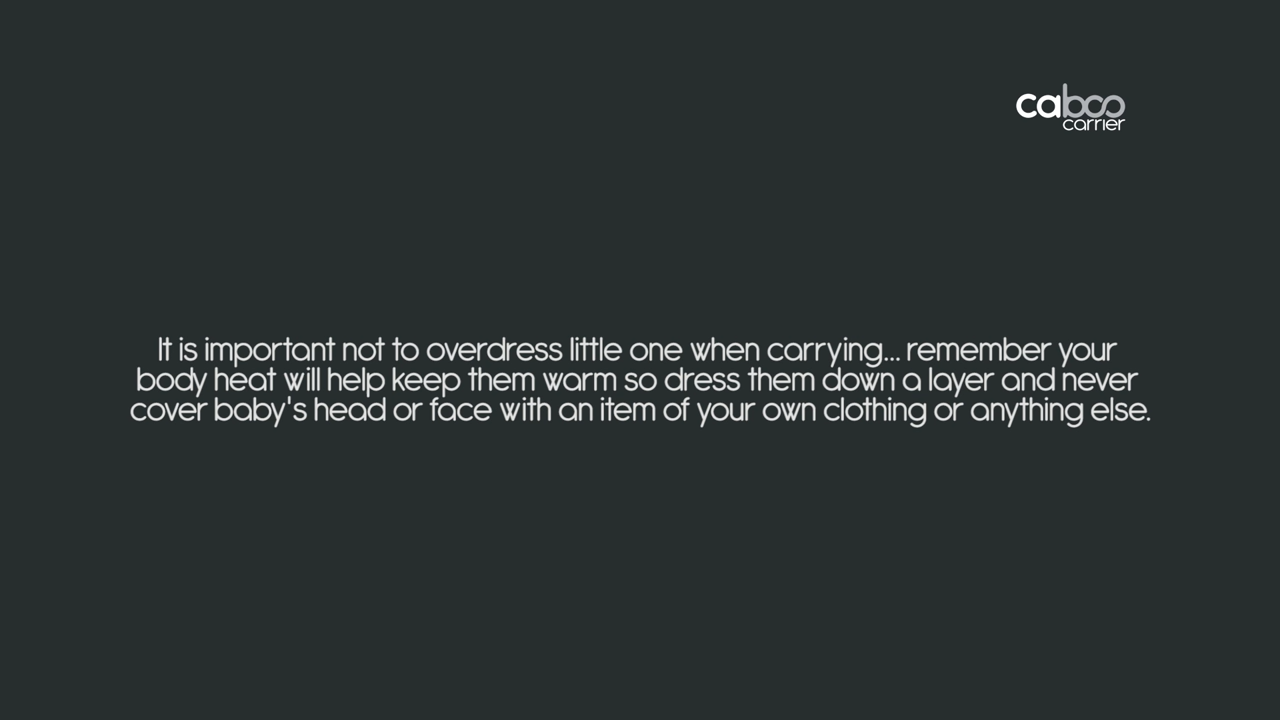 caboo
carrier
It is important not to overdress little one when carrying... remember your
body heat will help keep them warm so dress them down a layer and never
cover baby's head or face with an item of your own clothing or anything else.